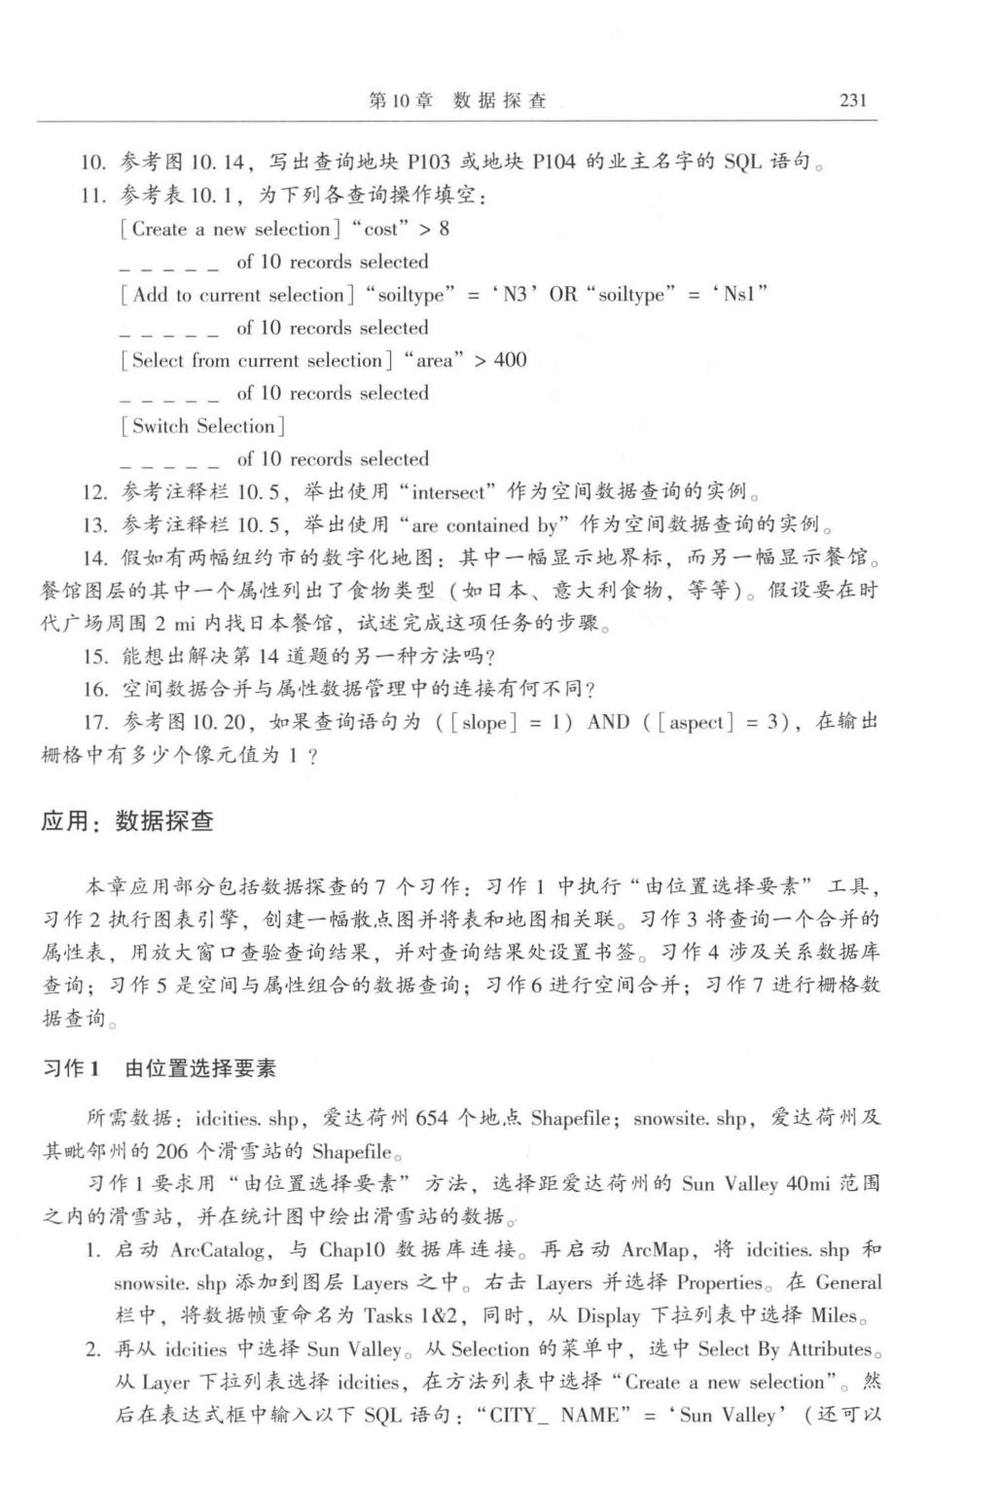 第10章 数据探查 231
10. 参考图 10.14，写出查询地块 P103 或地块 P104 的业主名字的 SQL 语句。
11. 参考表 10.1，为下列各查询操作填空：
[Create a new selection] “cost” > 8
_ _ _ _ _ of 10 records selected
[Add to current selection] “soiltype” = ‘N3’ OR “soiltype” = ‘Ns1”
_ _ _ _ _ of 10 records selected
[Select from current selection] “area” > 400
_ _ _ _ _ of 10 records selected
[Switch Selection]
_ _ _ _ _ of 10 records selected
12. 参考注释栏 10.5，举出使用“intersect”作为空间数据查询的实例。
13. 参考注释栏 10.5，举出使用“are contained by”作为空间数据查询的实例。
14. 假如有两幅纽约市的数字化地图：其中一幅显示地界标，而另一幅显示餐馆。
餐馆图层的其中一个属性列出了食物类型（如日本、意大利食物，等等）。假设要在时
代广场周围 2 mi 内找日本餐馆，试述完成这项任务的步骤。
15. 能想出解决第 14 道题的另一种方法吗？
16. 空间数据合并与属性数据管理中的连接有何不同？
17. 参考图 10.20，如果查询语句为（[slope] = 1）AND（[aspect] = 3），在输出
栅格中有多少个像元值为 1？
应用：数据探查
本章应用部分包括数据探查的 7 个习作：习作 1 中执行“由位置选择要素”工具，
习作 2 执行图表引擎，创建一幅散点图并将表和地图相关联。习作 3 将查询一个合并的
属性表，用放大窗口查验查询结果，并对查询结果处设置书签。习作 4 涉及关系数据库
查询；习作 5 是空间与属性组合的数据查询；习作 6 进行空间合并；习作 7 进行栅格数
据查询。
习作 1 由位置选择要素
所需数据：idcities.shp，爱达荷州 654 个地点 Shapefile；snowsite.shp，爱达荷州及
其毗邻州的 206 个滑雪站的 Shapefile。
习作 1 要求用“由位置选择要素”方法，选择距爱达荷州的 Sun Valley 40mi 范围
之内的滑雪站，并在统计图中绘出滑雪站的数据。
1. 启动 ArcCatalog，与 Chap10 数据库连接。再启动 ArcMap，将 idcities.shp 和
snowsite.shp 添加到图层 Layers 之中。右击 Layers 并选择 Properties。在 General
栏中，将数据帧重命名为 Tasks 1&2，同时，从 Display 下拉列表中选择 Miles。
2. 再从 idcities 中选择 Sun Valley。从 Selection 的菜单中，选中 Select By Attributes。
从 Layer 下拉列表选择 idcities，在方法列表中选择“Create a new selection”。然
后在表达式框中输入以下 SQL 语句：“CITY_ NAME” = ‘Sun Valley’（还可以